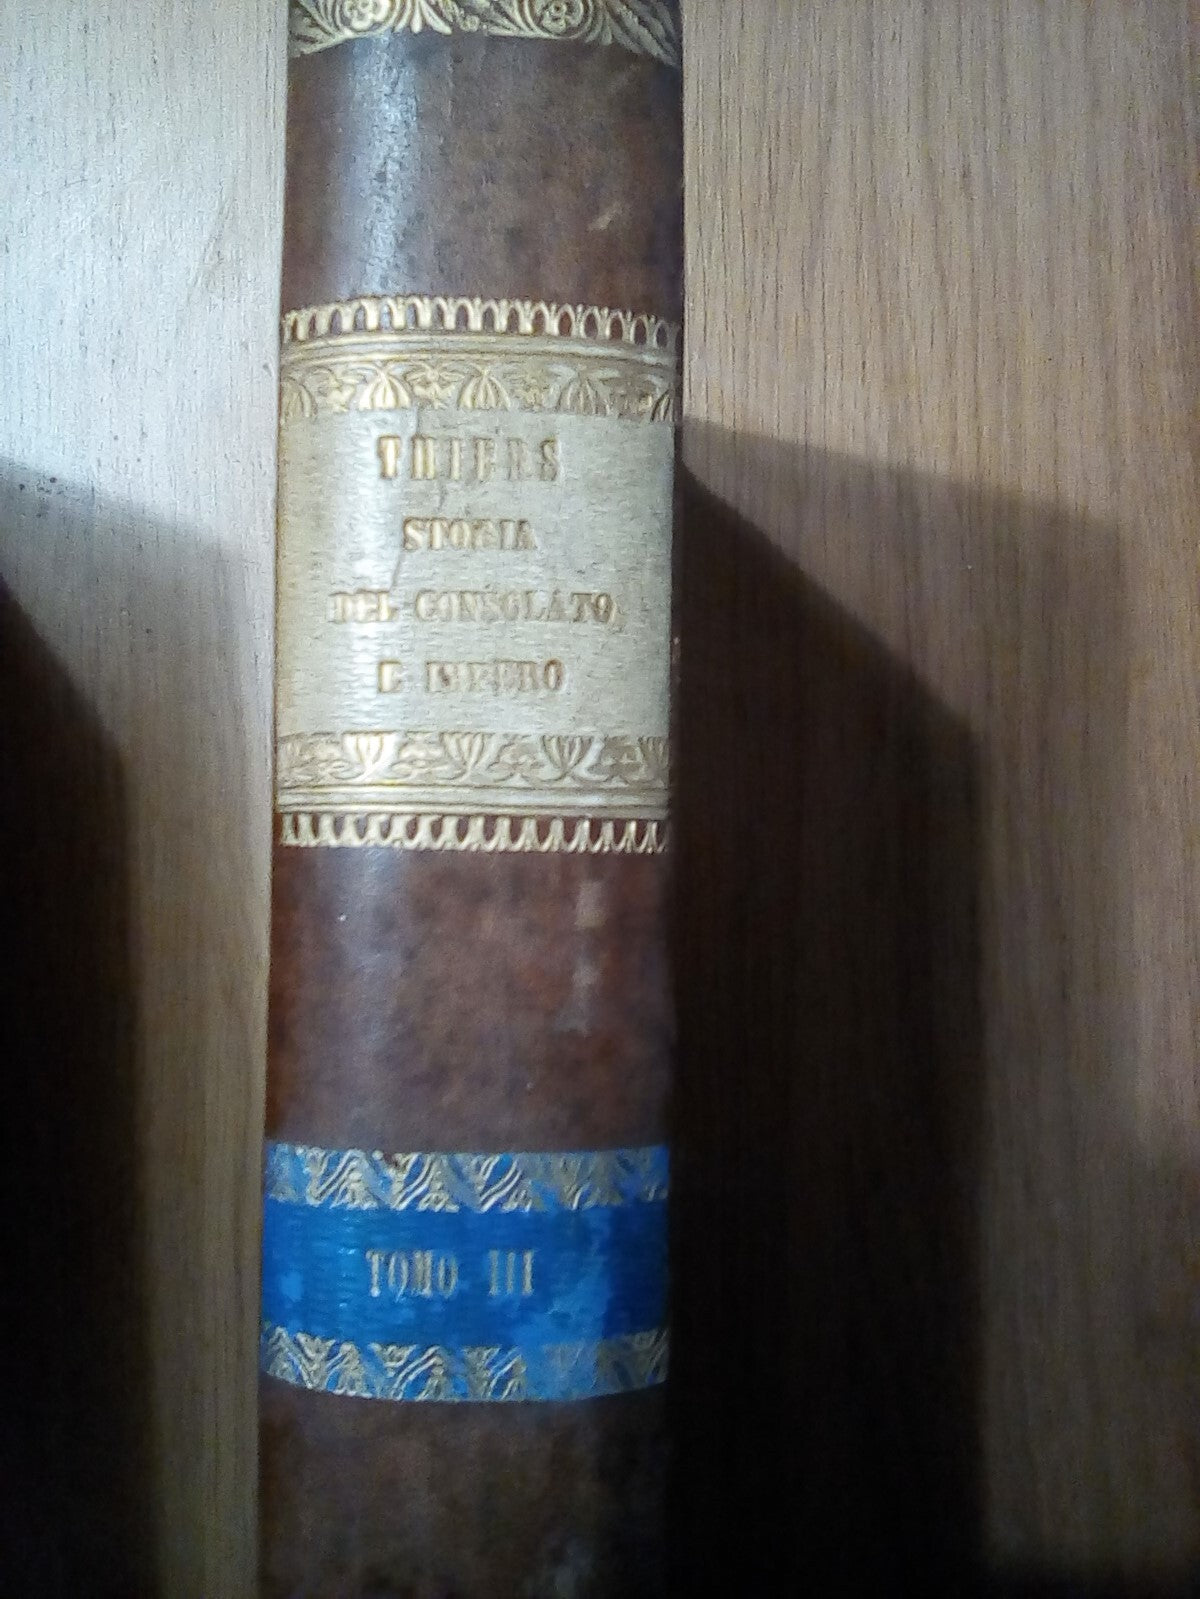 THIERS
STORIA
DEL CONSOLATO
E IMPERO
TOMO III